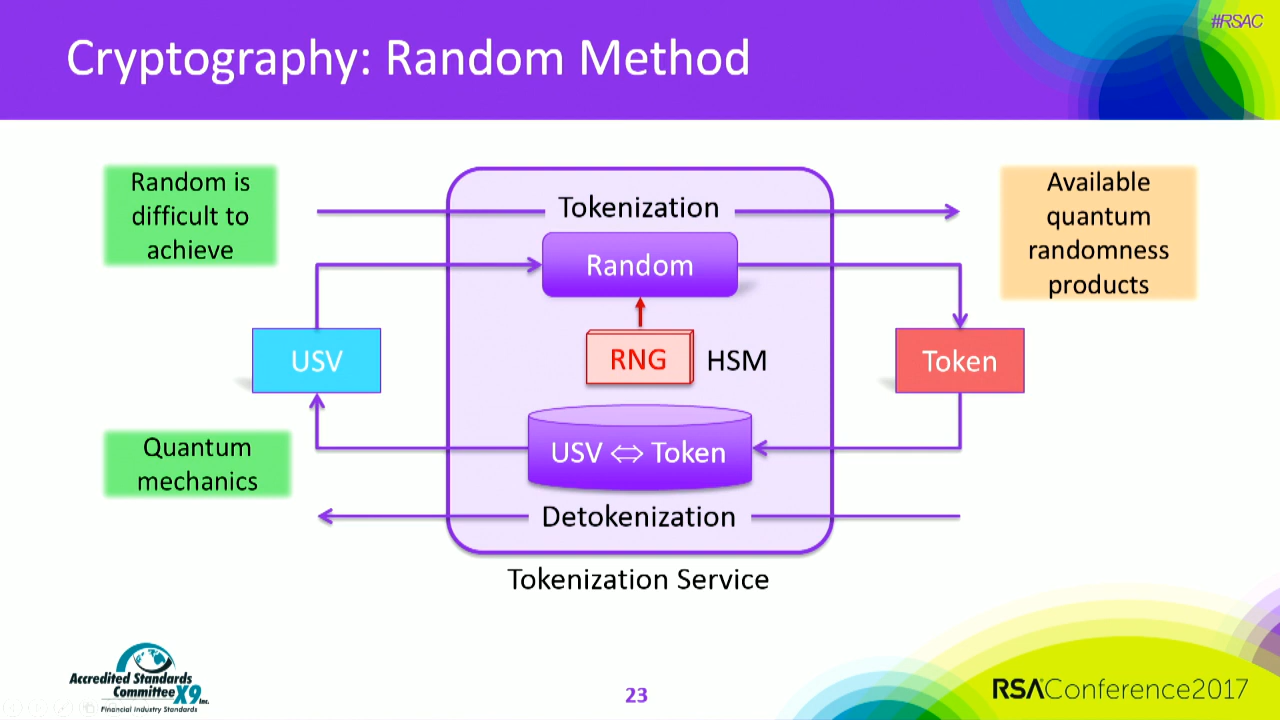 #RSAC
Cryptography: Random Method
Random is
difficult to
achieve
Tokenization
Available
quantum
randomness
products
Random
USV
RNG
HSM
Token
Quantum
mechanics
USV ⇔ Token
Detokenization
Tokenization Service
Accredited Standards
Committee X9 Inc.
Financial Industry Standards
23
RSAConference2017